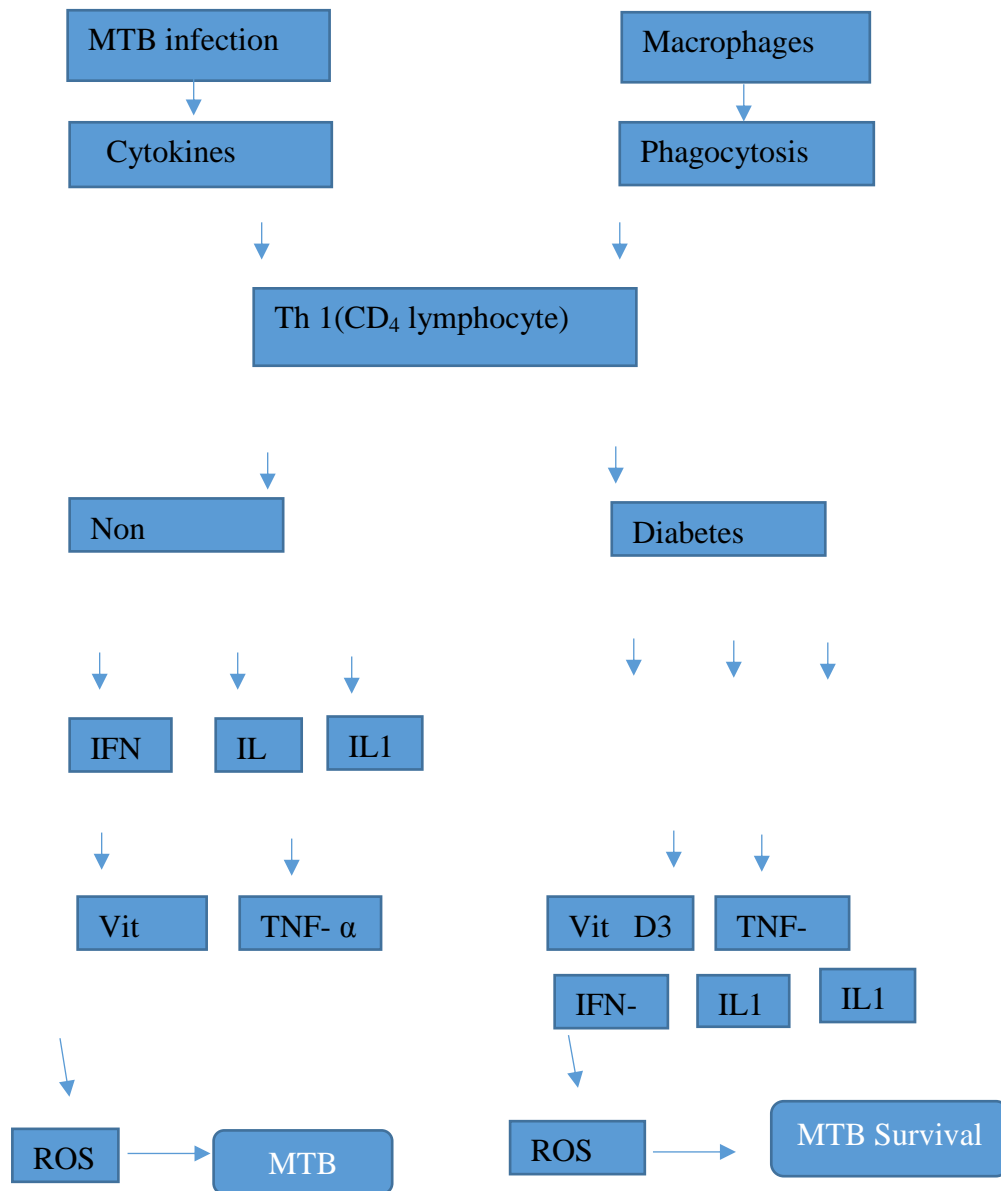 MTB infection
Macrophages
Cytokines
Phagocytosis
Th 1(CD₄ lymphocyte)
Non
Diabetes
IFN
IL
IL1
Vit
TNF- α
Vit D3
TNF-
IFN-
IL1
IL1
ROS
MTB
ROS
MTB Survival